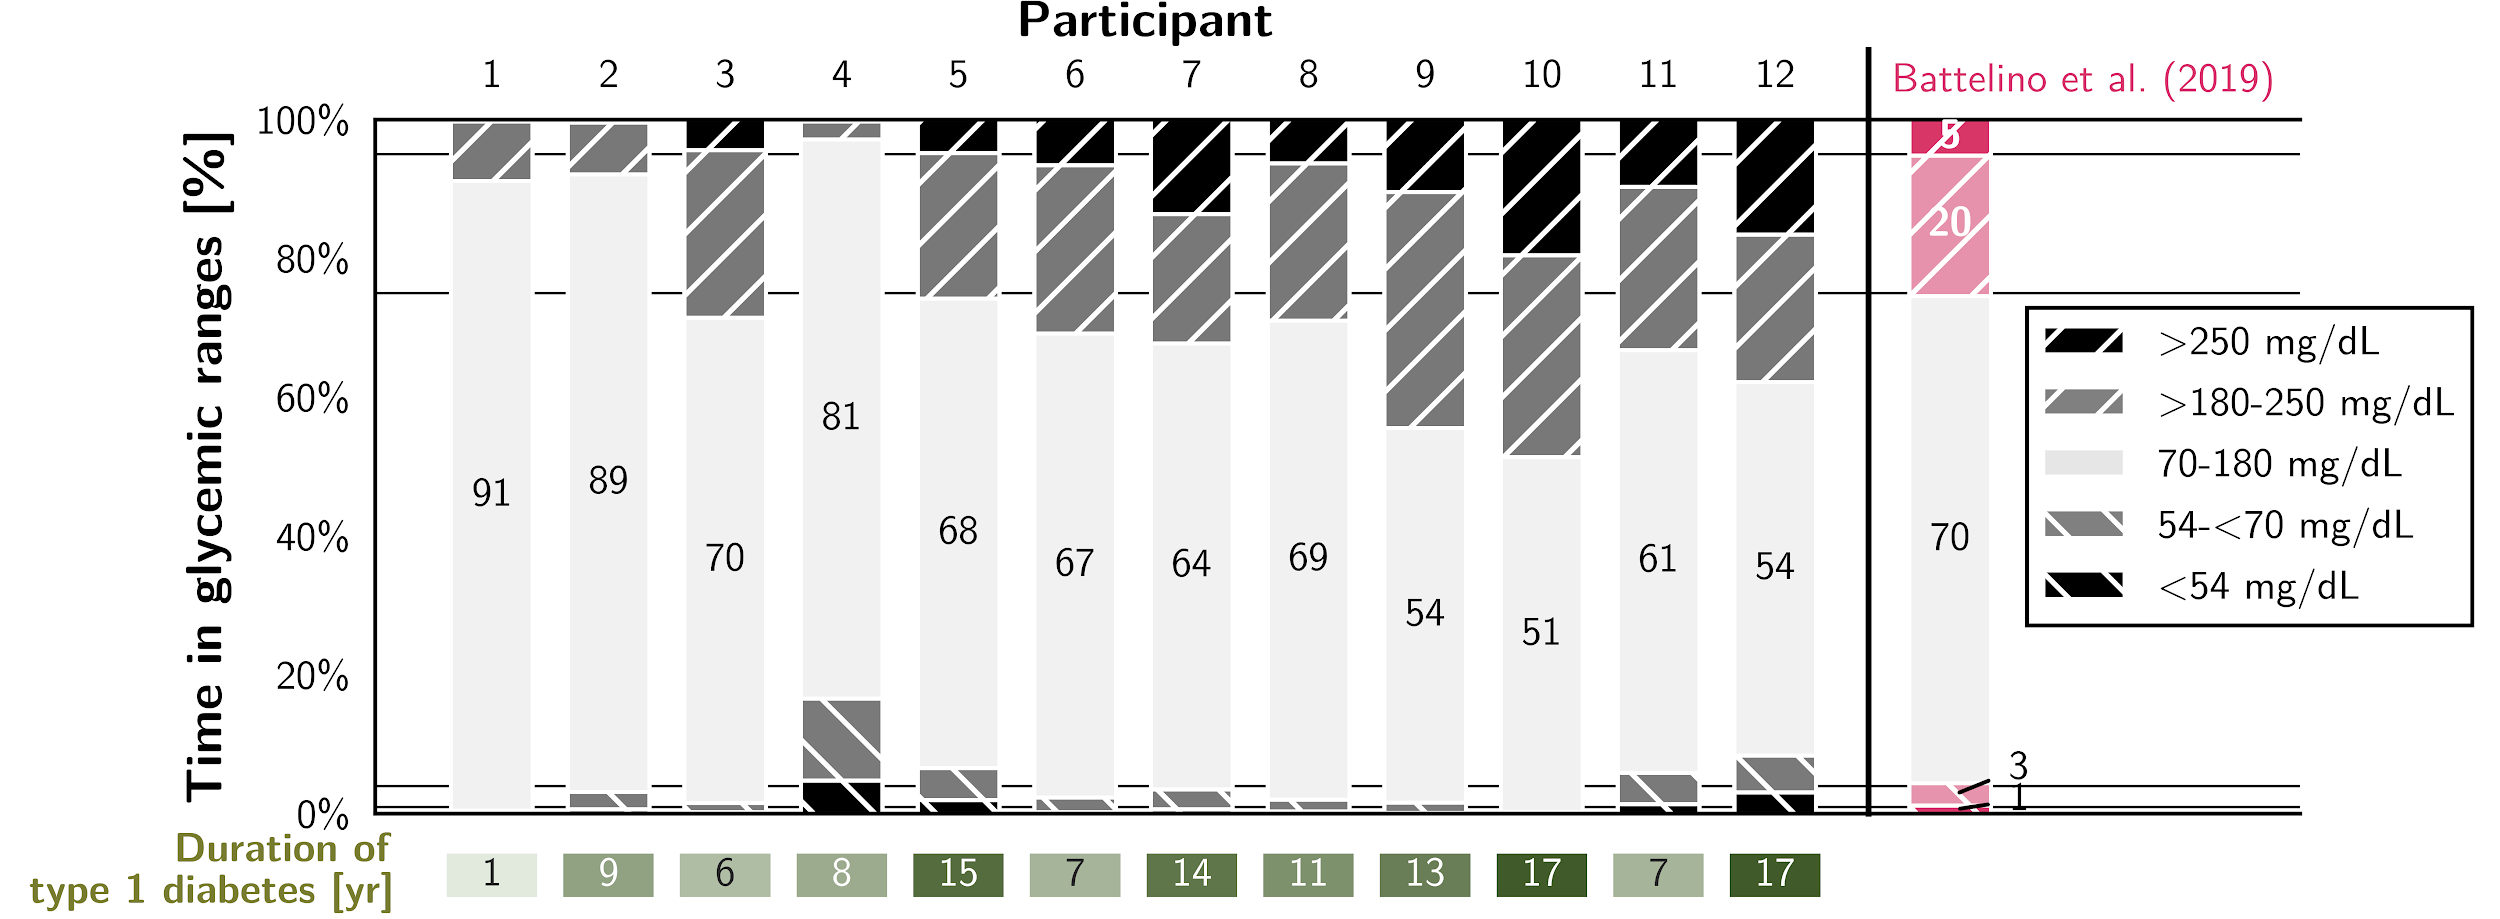 Participant
1 2 3 4 5 6 7 8 9 10 11 12 Battelino et al. (2019)
Time in glycemic ranges [%]
100%
80%
60%
40%
20%
0%
91 89 70 81 68 67 64 69 54 51 61 54
5
20
70
3
1
>250 mg/dL
>180-250 mg/dL
70-180 mg/dL
54-<70 mg/dL
<54 mg/dL
Duration of
type 1 diabetes [yr]
1 9 6 8 15 7 14 11 13 17 7 17